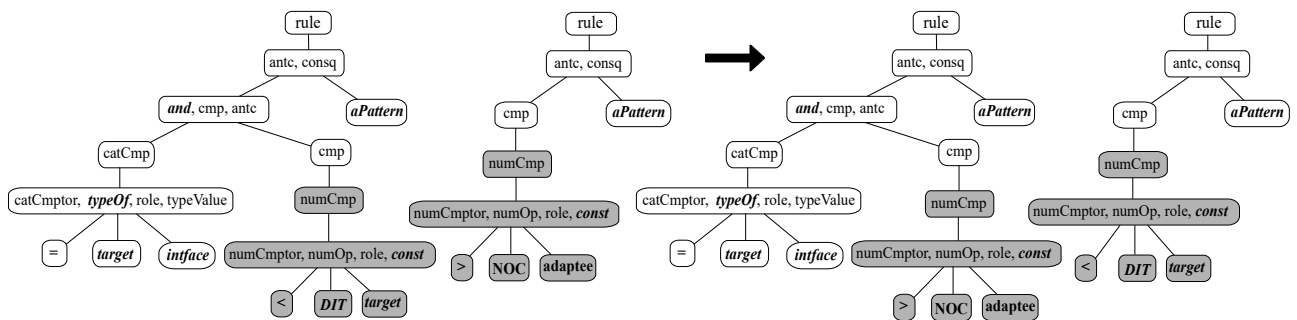 rule
antc, consq
and, cmp, antc
aPattern
catCmp
cmp
catCmptor, typeOf, role, typeValue
numCmp
= target intface
numCmptor, numOp, role, const
< DIT target
rule
antc, consq
cmp
aPattern
numCmp
numCmptor, numOp, role, const
> NOC adaptee
rule
antc, consq
and, cmp, antc
aPattern
catCmp
cmp
catCmptor, typeOf, role, typeValue
numCmp
= target intface
numCmptor, numOp, role, const
> NOC adaptee
rule
antc, consq
cmp
aPattern
numCmp
numCmptor, numOp, role, const
< DIT target